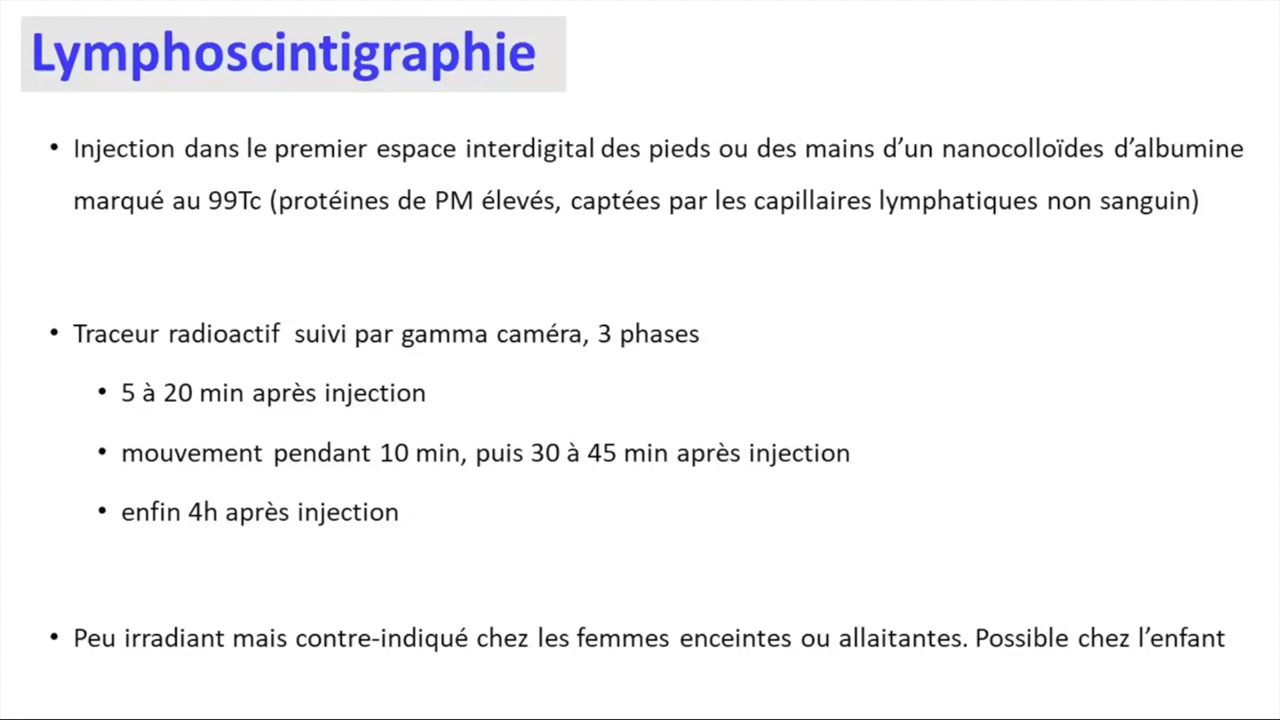 Lymphoscintigraphie
• Injection dans le premier espace interdigital des pieds ou des mains d’un nanocolloïdes d’albumine
marqué au 99Tc (protéines de PM élevés, captées par les capillaires lymphatiques non sanguin)
• Traceur radioactif suivi par gamma caméra, 3 phases
• 5 à 20 min après injection
• mouvement pendant 10 min, puis 30 à 45 min après injection
• enfin 4h après injection
• Peu irradiant mais contre-indiqué chez les femmes enceintes ou allaitantes. Possible chez l’enfant